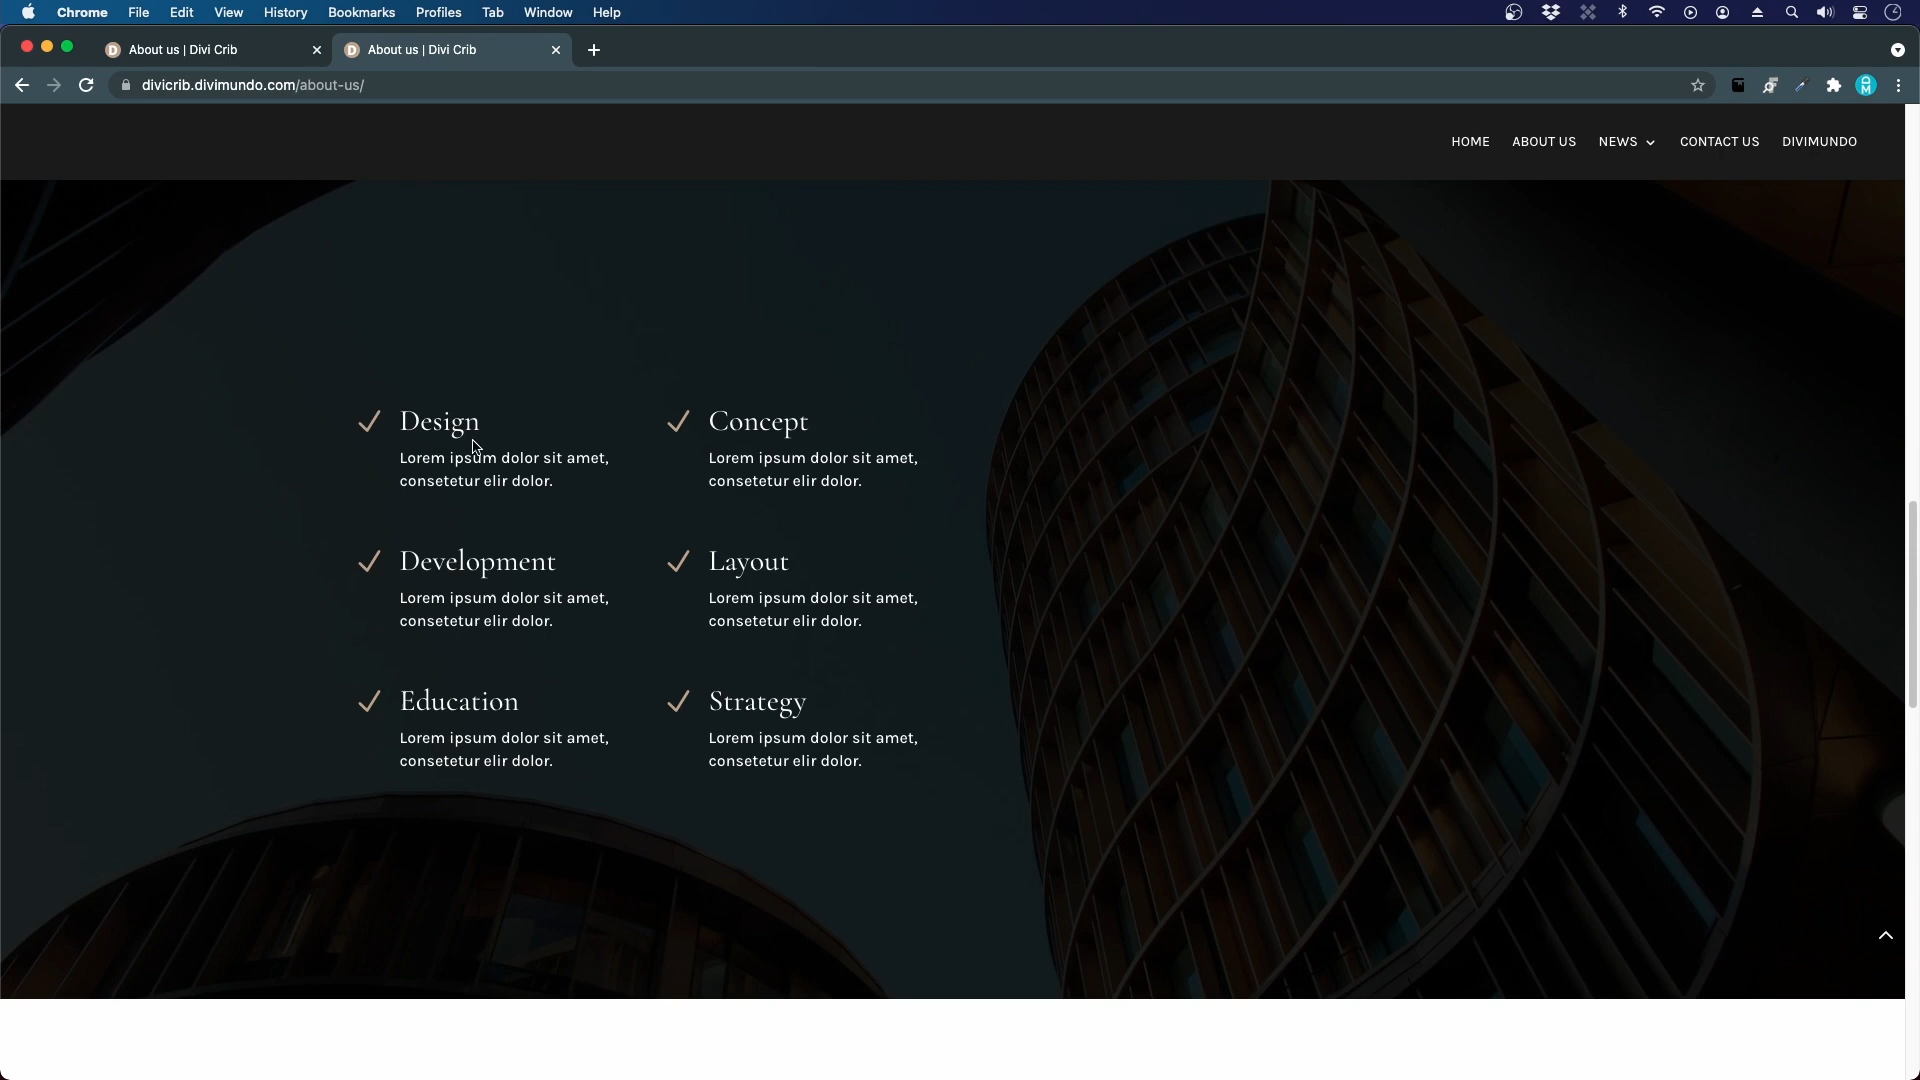 Chrome File Edit View History Bookmarks Profiles Tab Window Help
About us | Divi Crib
About us | Divi Crib
divicrib.divimundo.com/about-us/
HOME ABOUT US NEWS CONTACT US DIVIMUNDO
Design
Lorem ipsum dolor sit amet,
consetetur elir dolor.
Concept
Lorem ipsum dolor sit amet,
consetetur elir dolor.
Development
Lorem ipsum dolor sit amet,
consetetur elir dolor.
Layout
Lorem ipsum dolor sit amet,
consetetur elir dolor.
Education
Lorem ipsum dolor sit amet,
consetetur elir dolor.
Strategy
Lorem ipsum dolor sit amet,
consetetur elir dolor.